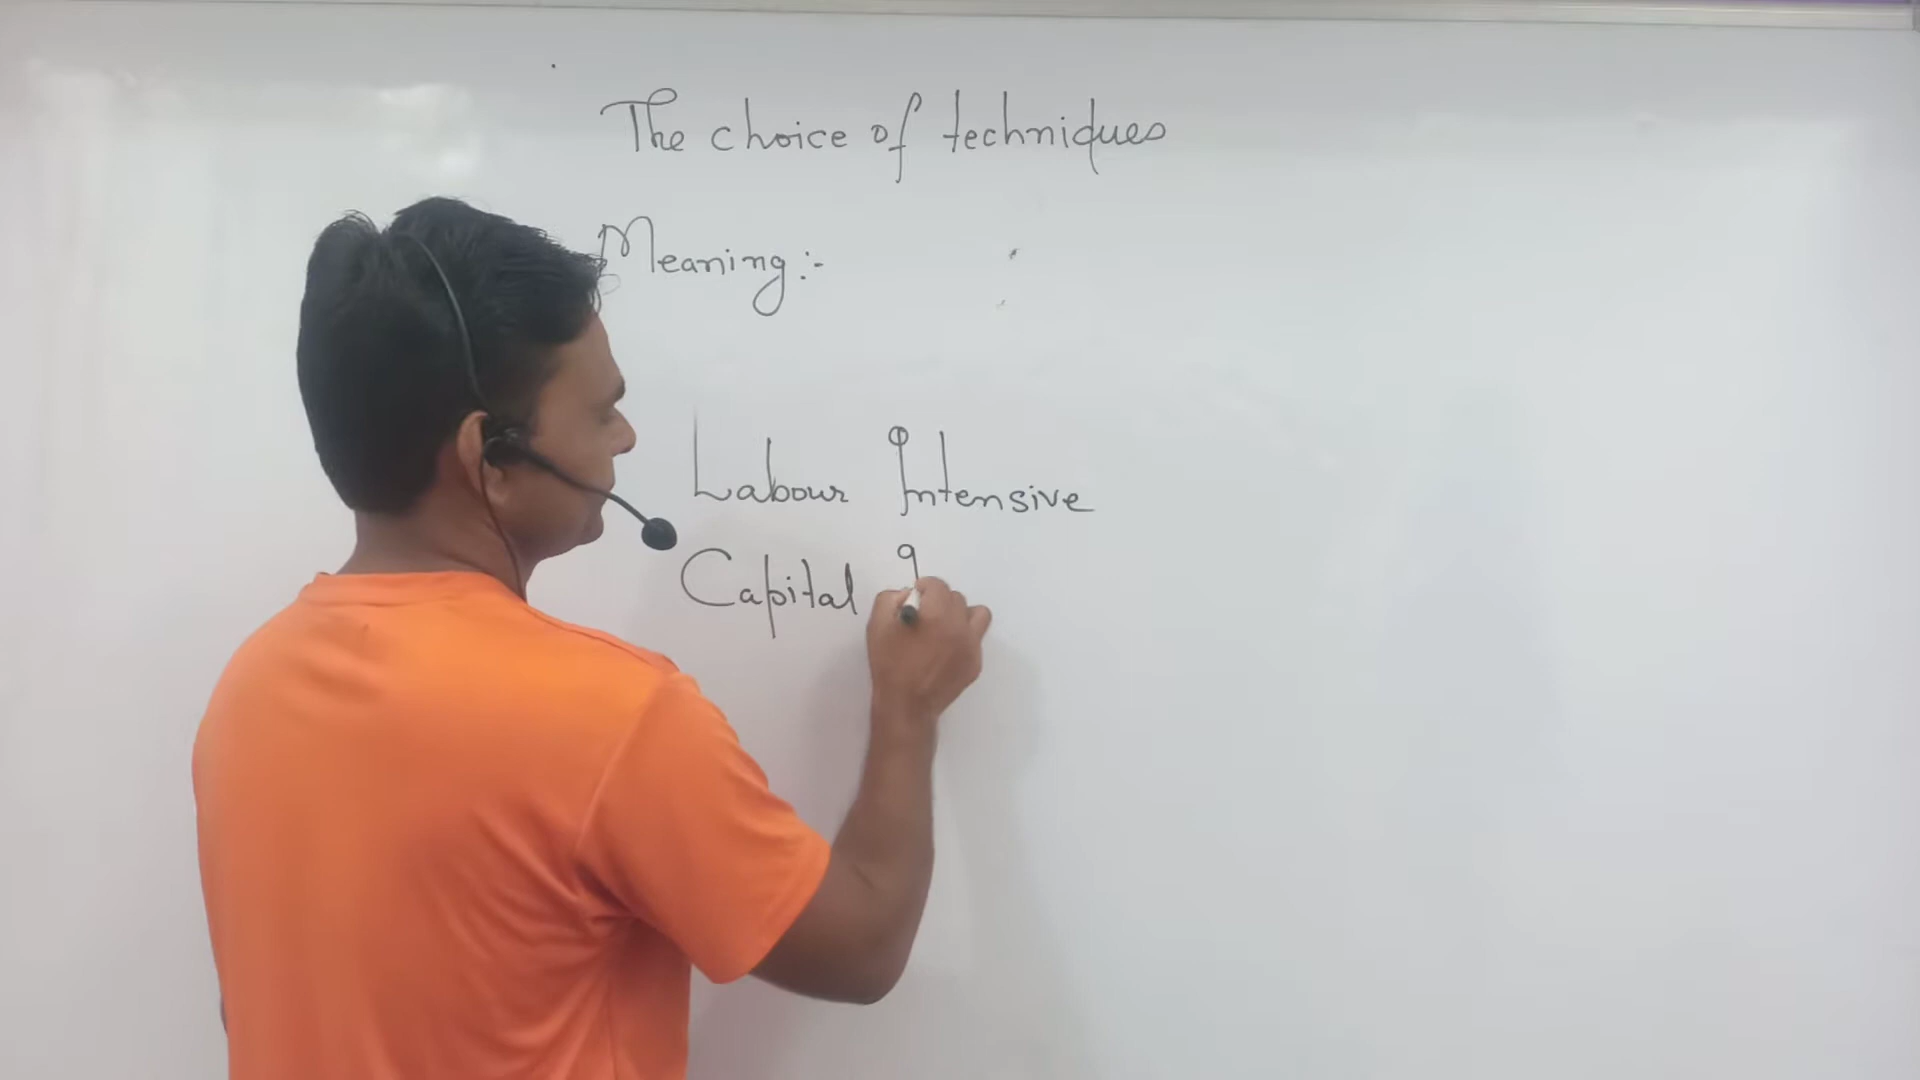 The choice of techniques
Meaning :-
Labour Intensive
Capital